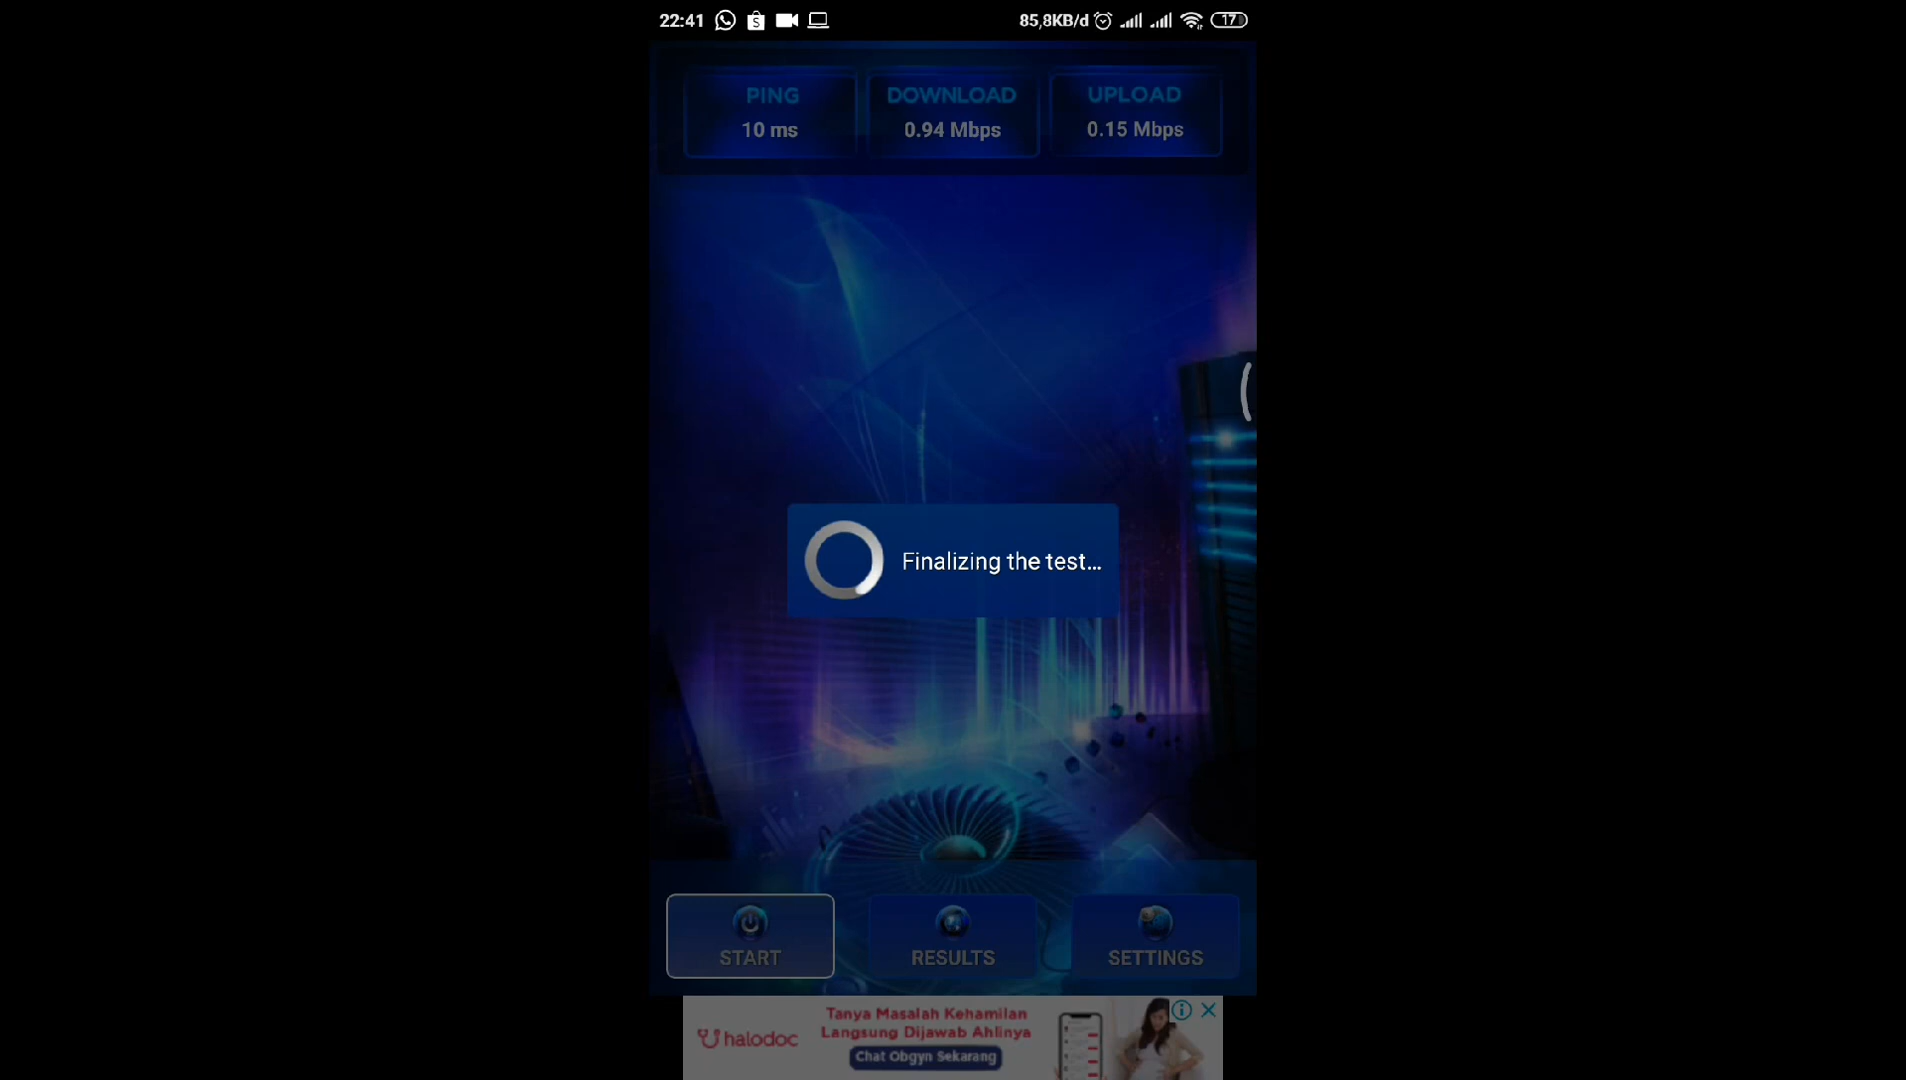 22:41 85,8KB/d 17
PING DOWNLOAD UPLOAD
10 ms 0.94 Mbps 0.15 Mbps
Finalizing the test...
START RESULTS SETTINGS
halodoc
Tanya Masalah Kehamilan
Langsung Dijawab Ahlinya
Chat Obgyn Sekarang